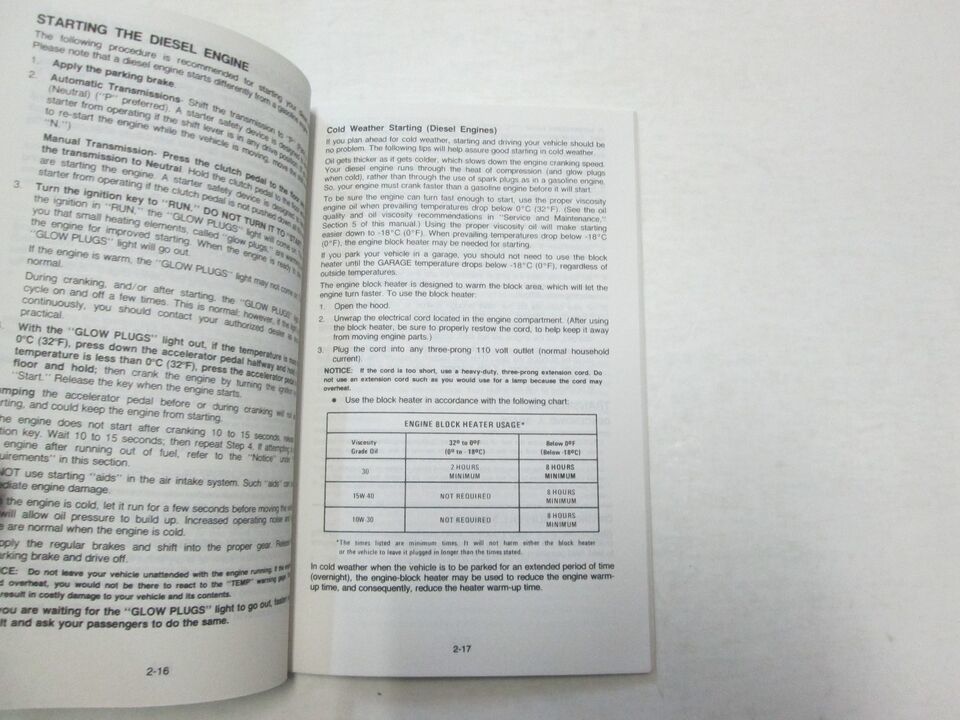 STARTING THE DIESEL ENGINE
The following procedure is recommended for starting your
Please note that a diesel engine starts differently from a gasoline
1. Apply the parking brake.
2. Automatic Transmissions- Shift the transmission to "P"
(Neutral) ("P" preferred). A starter safety device is designed
starter from operating if the shift lever is in any drive position.
to re-start the engine while the vehicle is moving, move the
"N.")
Manual Transmission- Press the clutch pedal to the floor
the transmission to Neutral. Hold the clutch pedal to the
are starting the engine. A starter safety device is designed to
starter from operating if the clutch pedal is not pushed down
3. Turn the ignition key to "RUN." DO NOT TURN IT TO
the ignition in "RUN," the "GLOW PLUGS" light will come on
you that small heating elements, called "glow plugs," are
the engine for improved starting. When the engine is ready
"GLOW PLUGS" light will go out.
If the engine is warm, the "GLOW PLUGS" light may not come
normal.
During cranking, and/or after starting, the "GLOW PLUGS"
cycle on and off a few times. This is normal; however, if the
continuously, you should contact your authorized dealer
practical.
With the "GLOW PLUGS" light out, if the temperature is
0°C (32°F), press down the accelerator pedal halfway and
temperature is less than 0°C (32°F), press the accelerator
floor and hold; then crank the engine by turning the ignition
"Start." Release the key when the engine starts.
the accelerator pedal before or during cranking will
and could keep the engine from starting.
engine does not start after cranking 10 to 15 seconds,
key. Wait 10 to 15 seconds; then repeat Step 4. If
engine after running out of fuel, refer to the "Notice" under
in this section.
NOT use starting "aids" in the air intake system. Such "aids"
engine damage.
the engine is cold, let it run for a few seconds before moving the
will allow oil pressure to build up. Increased operating noise
are normal when the engine is cold.
the regular brakes and shift into the proper gear. Release
brake and drive off.
Do not leave your vehicle unattended with the engine running.
overheat, you would not be there to react to the "TEMP" warning
result in costly damage to your vehicle and its contents.
you are waiting for the "GLOW PLUGS" light to go out,
and ask your passengers to do the same.
2-16
Cold Weather Starting (Diesel Engines)
If you plan ahead for cold weather, starting and driving your vehicle should be
no problem. The following tips will help assure good starting in cold weather.
Oil gets thicker as it gets colder, which slows down the engine cranking speed.
Your diesel engine runs through the heat of compression (and glow plugs
when cold), rather than through the use of spark plugs as in a gasoline engine.
So, your engine must crank faster than a gasoline engine before it will start.
To be sure the engine can turn fast enough to start, use the proper viscosity
engine oil when prevailing temperatures drop below 0°C (32°F). (See the oil
quality and oil viscosity recommendations in "Service and Maintenance,"
Section 5 of this manual.) Using the proper viscosity oil will make starting
easier down to -18°C (0°F). When prevailing temperatures drop below -18°C
(0°F), the engine block heater may be needed for starting.
If you park your vehicle in a garage, you should not need to use the block
heater until the GARAGE temperature drops below -18°C (0°F), regardless of
outside temperatures.
The engine block heater is designed to warm the block area, which will let the
engine turn faster. To use the block heater:
1. Open the hood.
2. Unwrap the electrical cord located in the engine compartment. (After using
the block heater, be sure to properly restow the cord, to help keep it away
from moving engine parts.)
3. Plug the cord into any three-prong 110 volt outlet (normal household
current).
NOTICE: If the cord is too short, use a heavy-duty, three-prong extension cord. Do
not use an extension cord such as you would use for a lamp because the cord may
overheat.
• Use the block heater in accordance with the following chart:
ENGINE BLOCK HEATER USAGE*
Viscosity Grade Oil
32° to 0°F (0° to -18°C)
Below 0°F (Below -18°C)
30 2 HOURS MINIMUM 8 HOURS MINIMUM
15W-40 NOT REQUIRED 8 HOURS MINIMUM
10W-30 NOT REQUIRED 8 HOURS MINIMUM
*The times listed are minimum times. It will not harm either the block heater
or the vehicle to leave it plugged in longer than the times stated.
In cold weather when the vehicle is to be parked for an extended period of time
(overnight), the engine-block heater may be used to reduce the engine warm-
up time, and consequently, reduce the heater warm-up time.
2-17